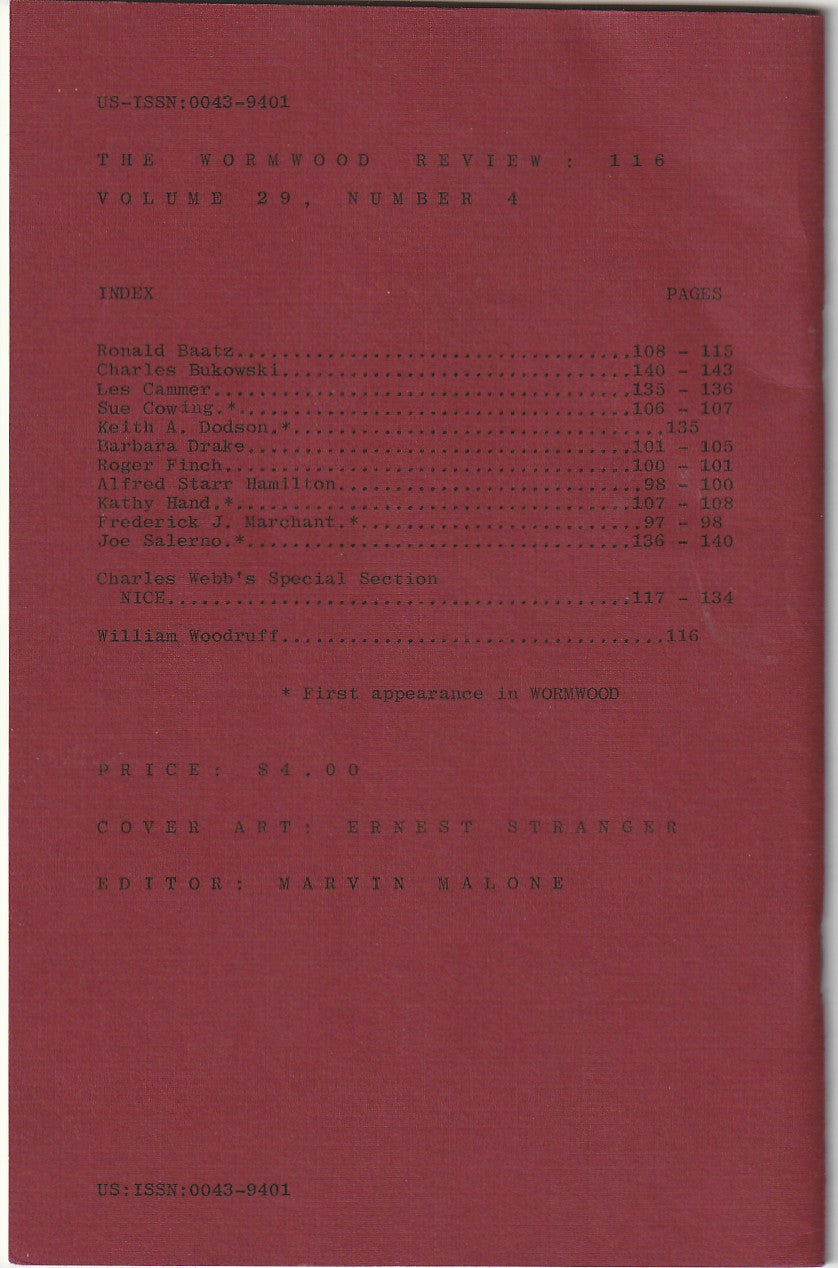 US-ISSN:0043-9401
THE WORMWOOD REVIEW: 116
VOLUME 29, NUMBER 4
INDEX PAGES
Ronald Baatz..................................108 - 115
Charles Bukowski..............................140 - 143
Les Cammer....................................135 - 136
Sue Cowing.*..................................106 - 107
Keith A. Dodson.*................................135
Barbara Drake.................................101 - 105
Roger Finch...................................100 - 101
Alfred Starr Hamilton..........................98 - 100
Kathy Hand.*..................................107 - 108
Frederick J. Marchant.*........................97 - 98
Joe Salerno.*.................................136 - 140
Charles Webb's Special Section
NICE........................................117 - 134
William Woodruff.................................116
* First appearance in WORMWOOD
PRICE: $4.00
COVER ART: ERNEST STRANGER
EDITOR: MARVIN MALONE
US:ISSN:0043-9401